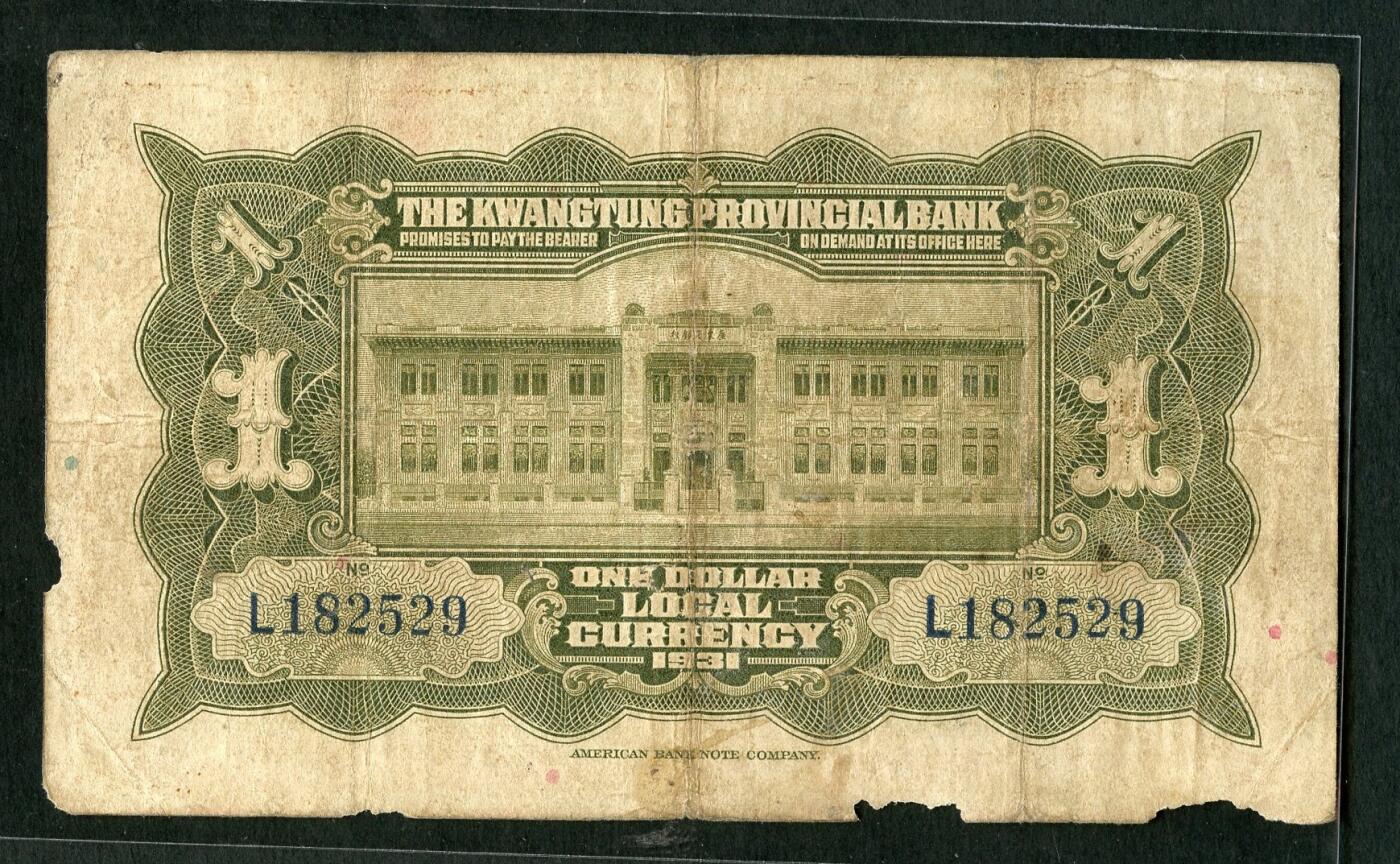 THE KWANGTUNG PROVINCIAL BANK
PROMISES TO PAY THE BEARER ON DEMAND AT ITS OFFICE HERE
1 1
1 1
Nº Nº
L182529 L182529
ONE DOLLAR
LOCAL
CURRENCY
1931
AMERICAN BANK NOTE COMPANY.